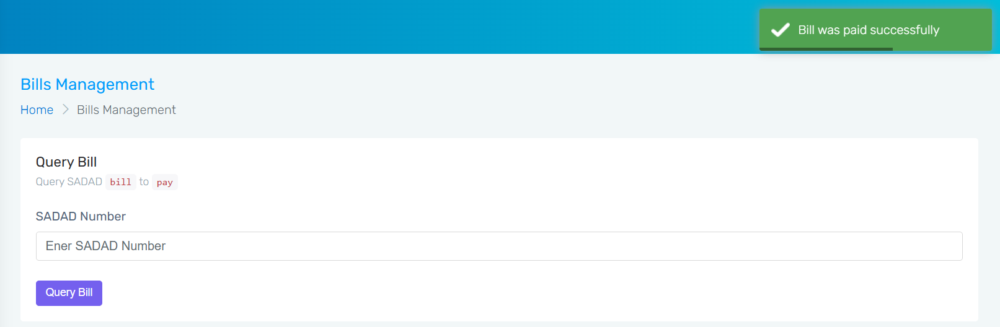 Bill was paid successfully
Bills Management
Home > Bills Management
Query Bill
Query SADAD bill to pay
SADAD Number
Ener SADAD Number
Query Bill